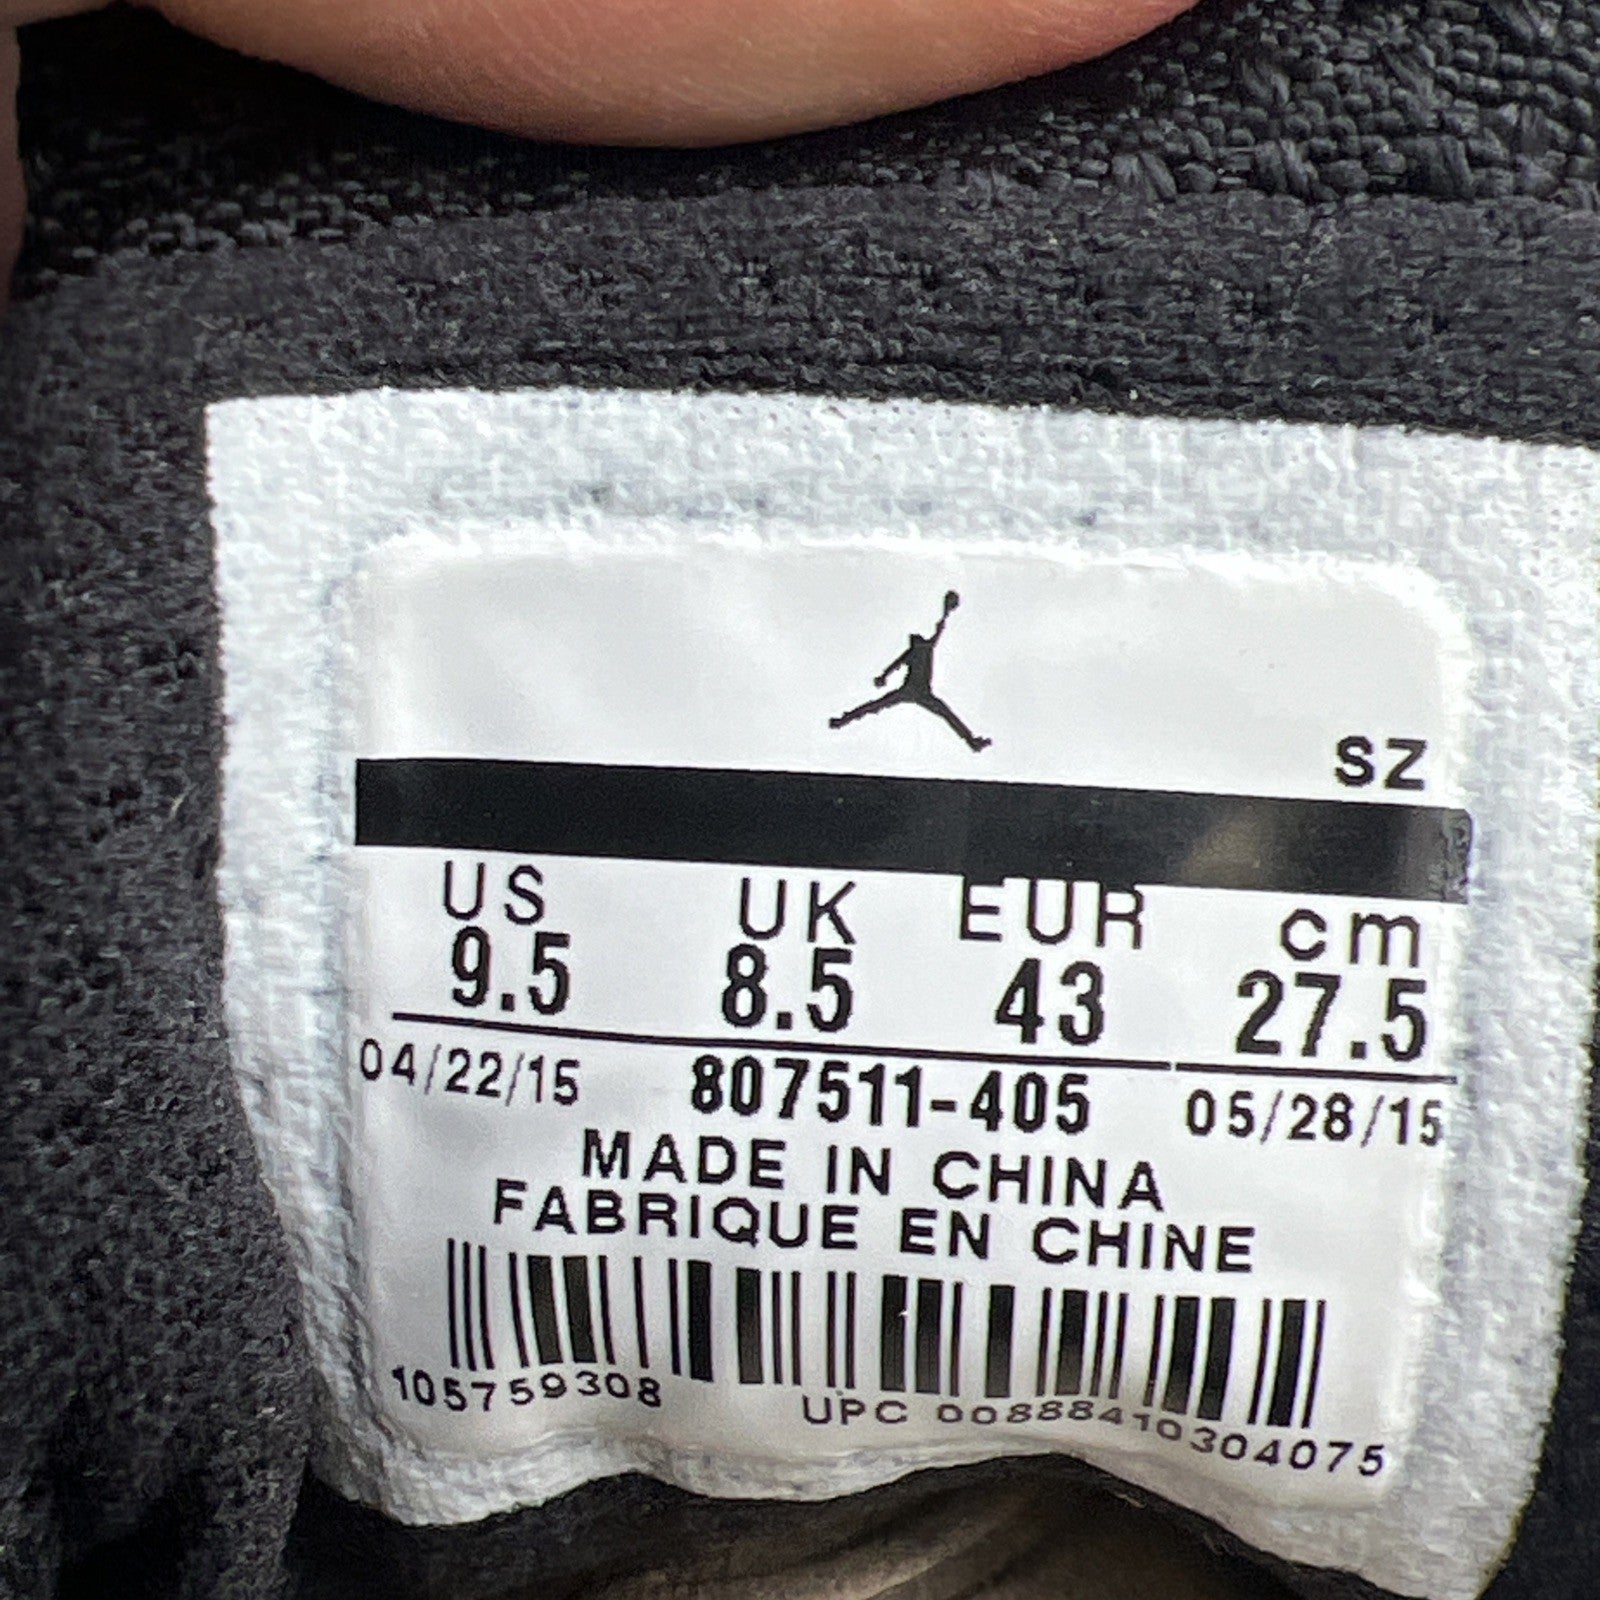 SZ
US UK EUR cm
9.5 8.5 43 27.5
04/22/15 807511-405 05/28/15
MADE IN CHINA
FABRIQUE EN CHINE
105759308 UPC 00888410304075